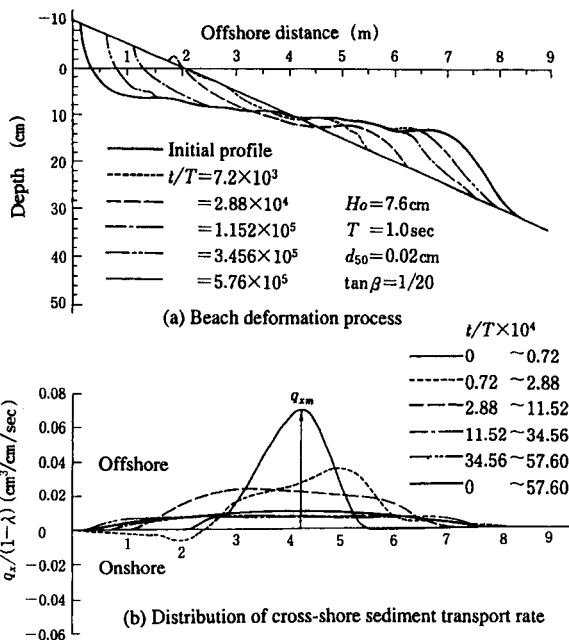 Offshore distance (m)
-10
0
10
20
30
40
50
Depth (cm)
1 2 3 4 5 6 7 8 9
Initial profile
t/T=7.2×10³
=2.88×10⁴
=1.152×10⁵
=3.456×10⁵
=5.76×10⁵
Ho=7.6cm
T =1.0sec
d50=0.02cm
tanβ=1/20
(a) Beach deformation process
t/T×10⁴
0 ~0.72
0.72 ~2.88
2.88 ~11.52
11.52 ~34.56
34.56 ~57.60
0 ~57.60
0.08
0.06
0.04
0.02
0
-0.02
-0.04
-0.06
qx/(1-λ) (cm³/cm/sec)
qxm
Offshore
Onshore
1 2 3 4 5 6 7 8 9
(b) Distribution of cross-shore sediment transport rate